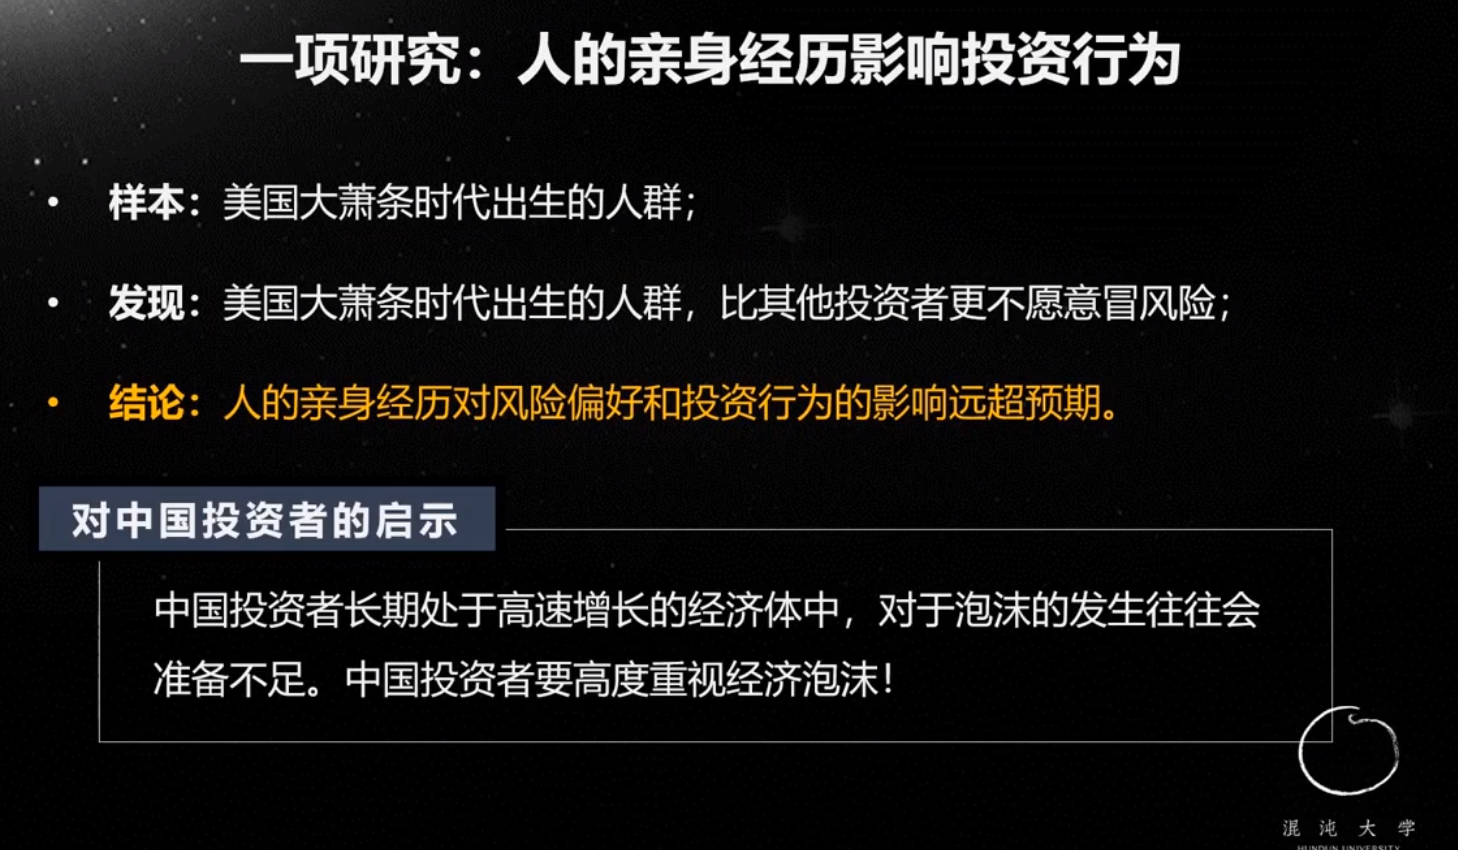 一项研究：人的亲身经历影响投资行为
• 样本：美国大萧条时代出生的人群；
• 发现：美国大萧条时代出生的人群，比其他投资者更不愿意冒风险；
• 结论：人的亲身经历对风险偏好和投资行为的影响远超预期。
对中国投资者的启示
中国投资者长期处于高速增长的经济体中，对于泡沫的发生往往会
准备不足。中国投资者要高度重视经济泡沫！
混沌大学
HUNDUN UNIVERSITY